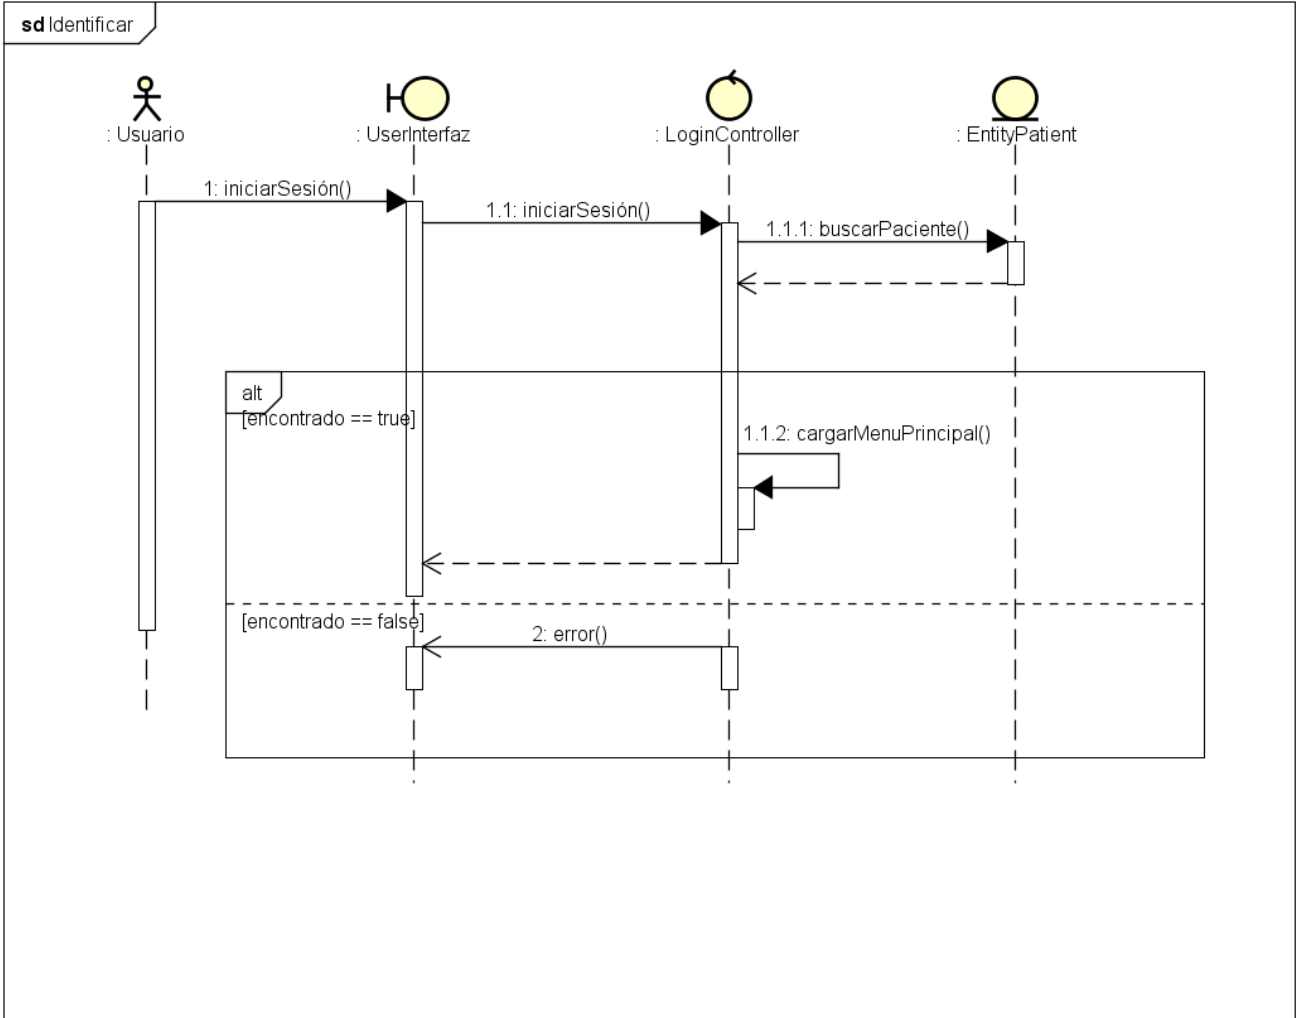 sd Identificar
: Usuario
: UserInterfaz
: LoginController
: EntityPatient
1: iniciarSesión()
1.1: iniciarSesión()
1.1.1: buscarPaciente()
alt
[encontrado == true]
1.1.2: cargarMenuPrincipal()
[encontrado == false]
2: error()